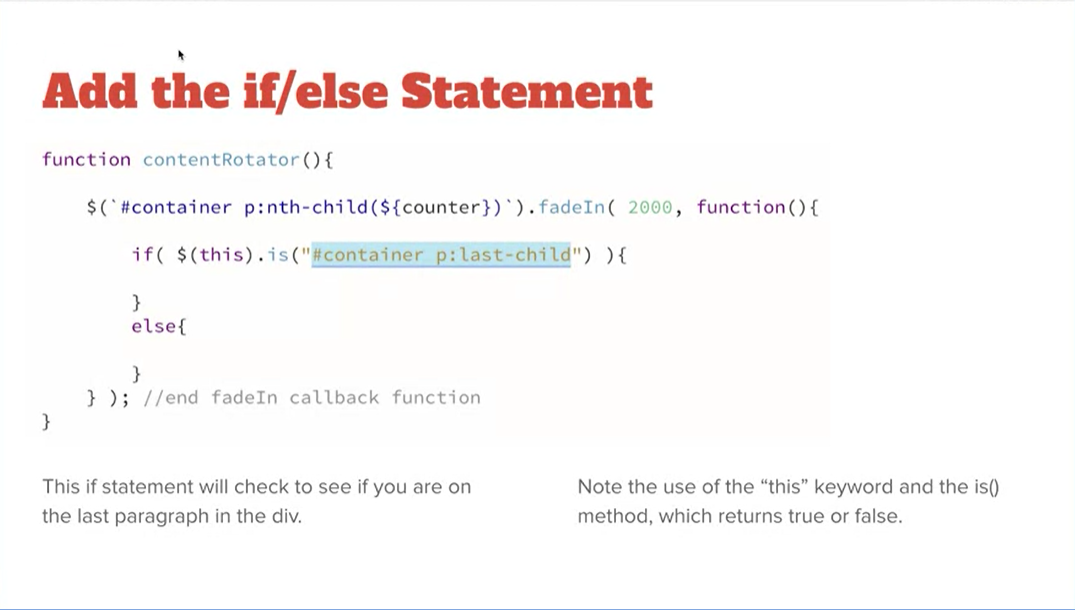 Add the if/else Statement
function contentRotator(){
$(`#container p:nth-child(${counter})`).fadeIn( 2000, function(){
if( $(this).is("#container p:last-child") ){
}
else{
}
} ); //end fadeIn callback function
}
This if statement will check to see if you are on
the last paragraph in the div.
Note the use of the “this” keyword and the is()
method, which returns true or false.